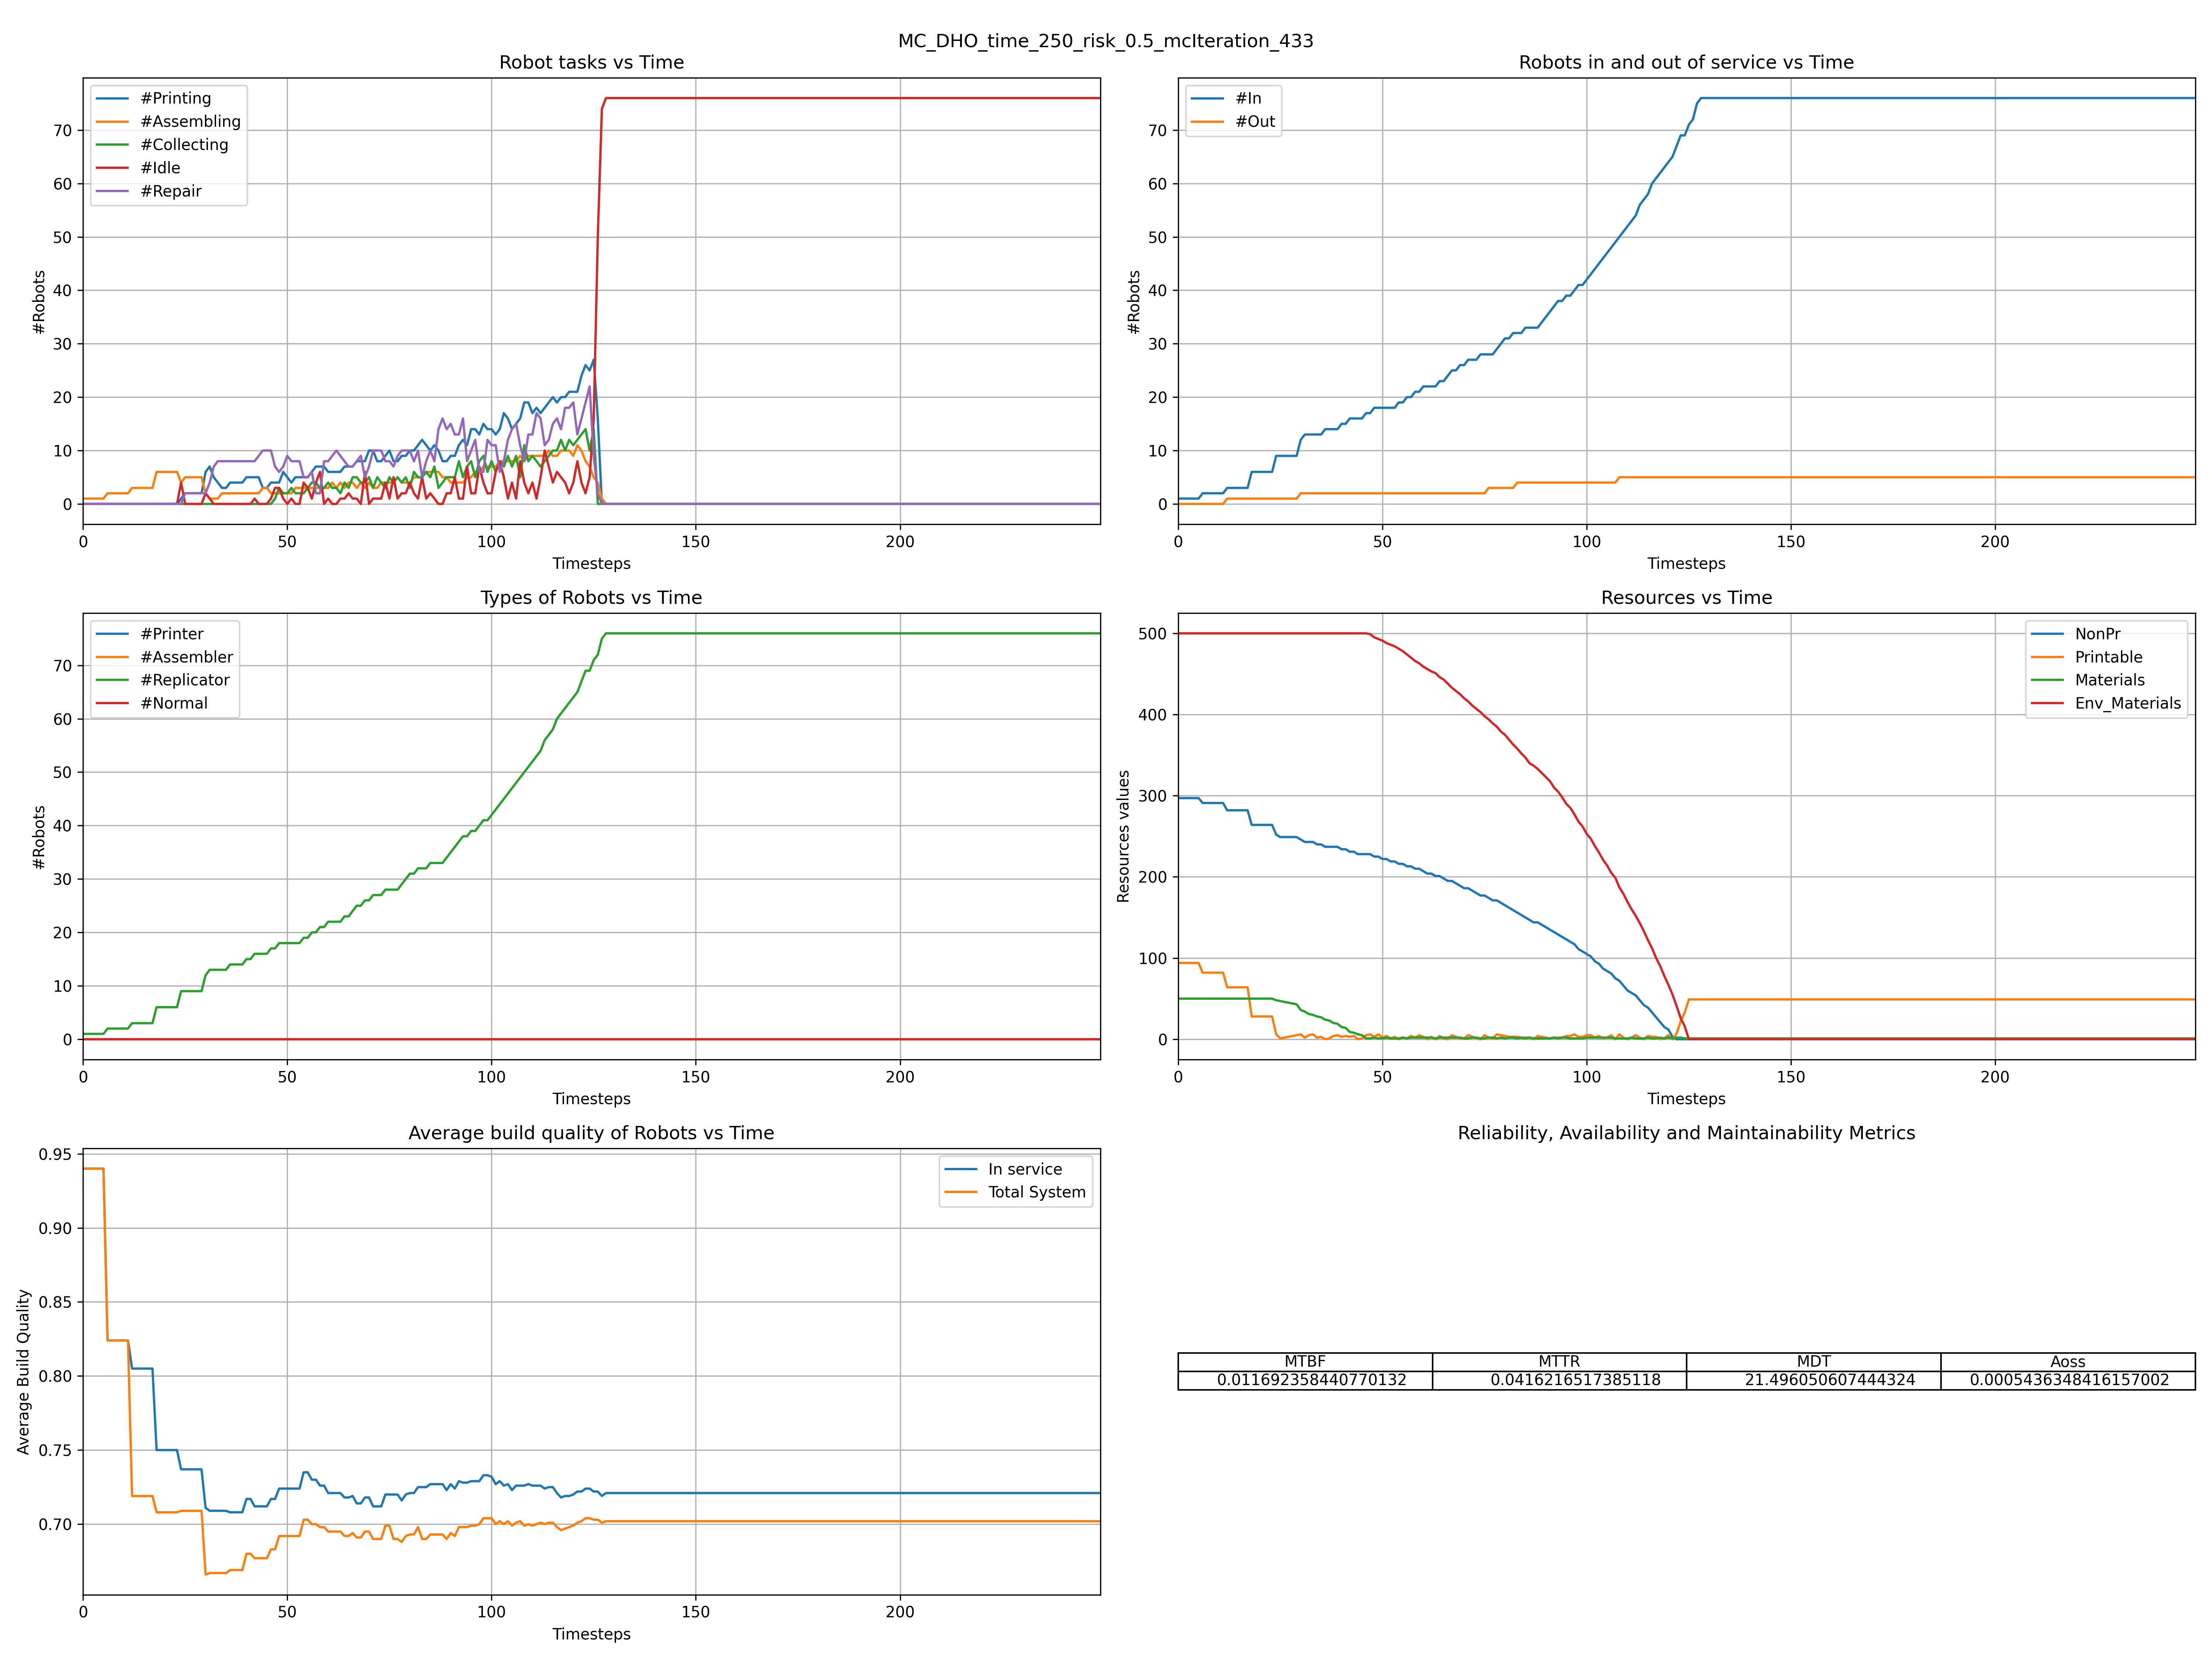 MC_DHO_time_250_risk_0.5_mcIteration_433
Robot tasks vs Time
#Printing
#Assembling
#Collecting
#Idle
#Repair
70
60
50
40
30
20
10
0
#Robots
0 50 100 150 200
Timesteps
Robots in and out of service vs Time
#In
#Out
70
60
50
40
30
20
10
0
#Robots
0 50 100 150 200
Timesteps
Types of Robots vs Time
#Printer
#Assembler
#Replicator
#Normal
70
60
50
40
30
20
10
0
#Robots
0 50 100 150 200
Timesteps
Resources vs Time
NonPr
Printable
Materials
Env_Materials
500
400
300
200
100
0
Resources values
0 50 100 150 200
Timesteps
Average build quality of Robots vs Time
In service
Total System
0.95
0.90
0.85
0.80
0.75
0.70
Average Build Quality
0 50 100 150 200
Timesteps
Reliability, Availability and Maintainability Metrics
MTBF MTTR MDT Aoss
0.011692358440770132 0.0416216517385118 21.496050607444324 0.0005436348416157002